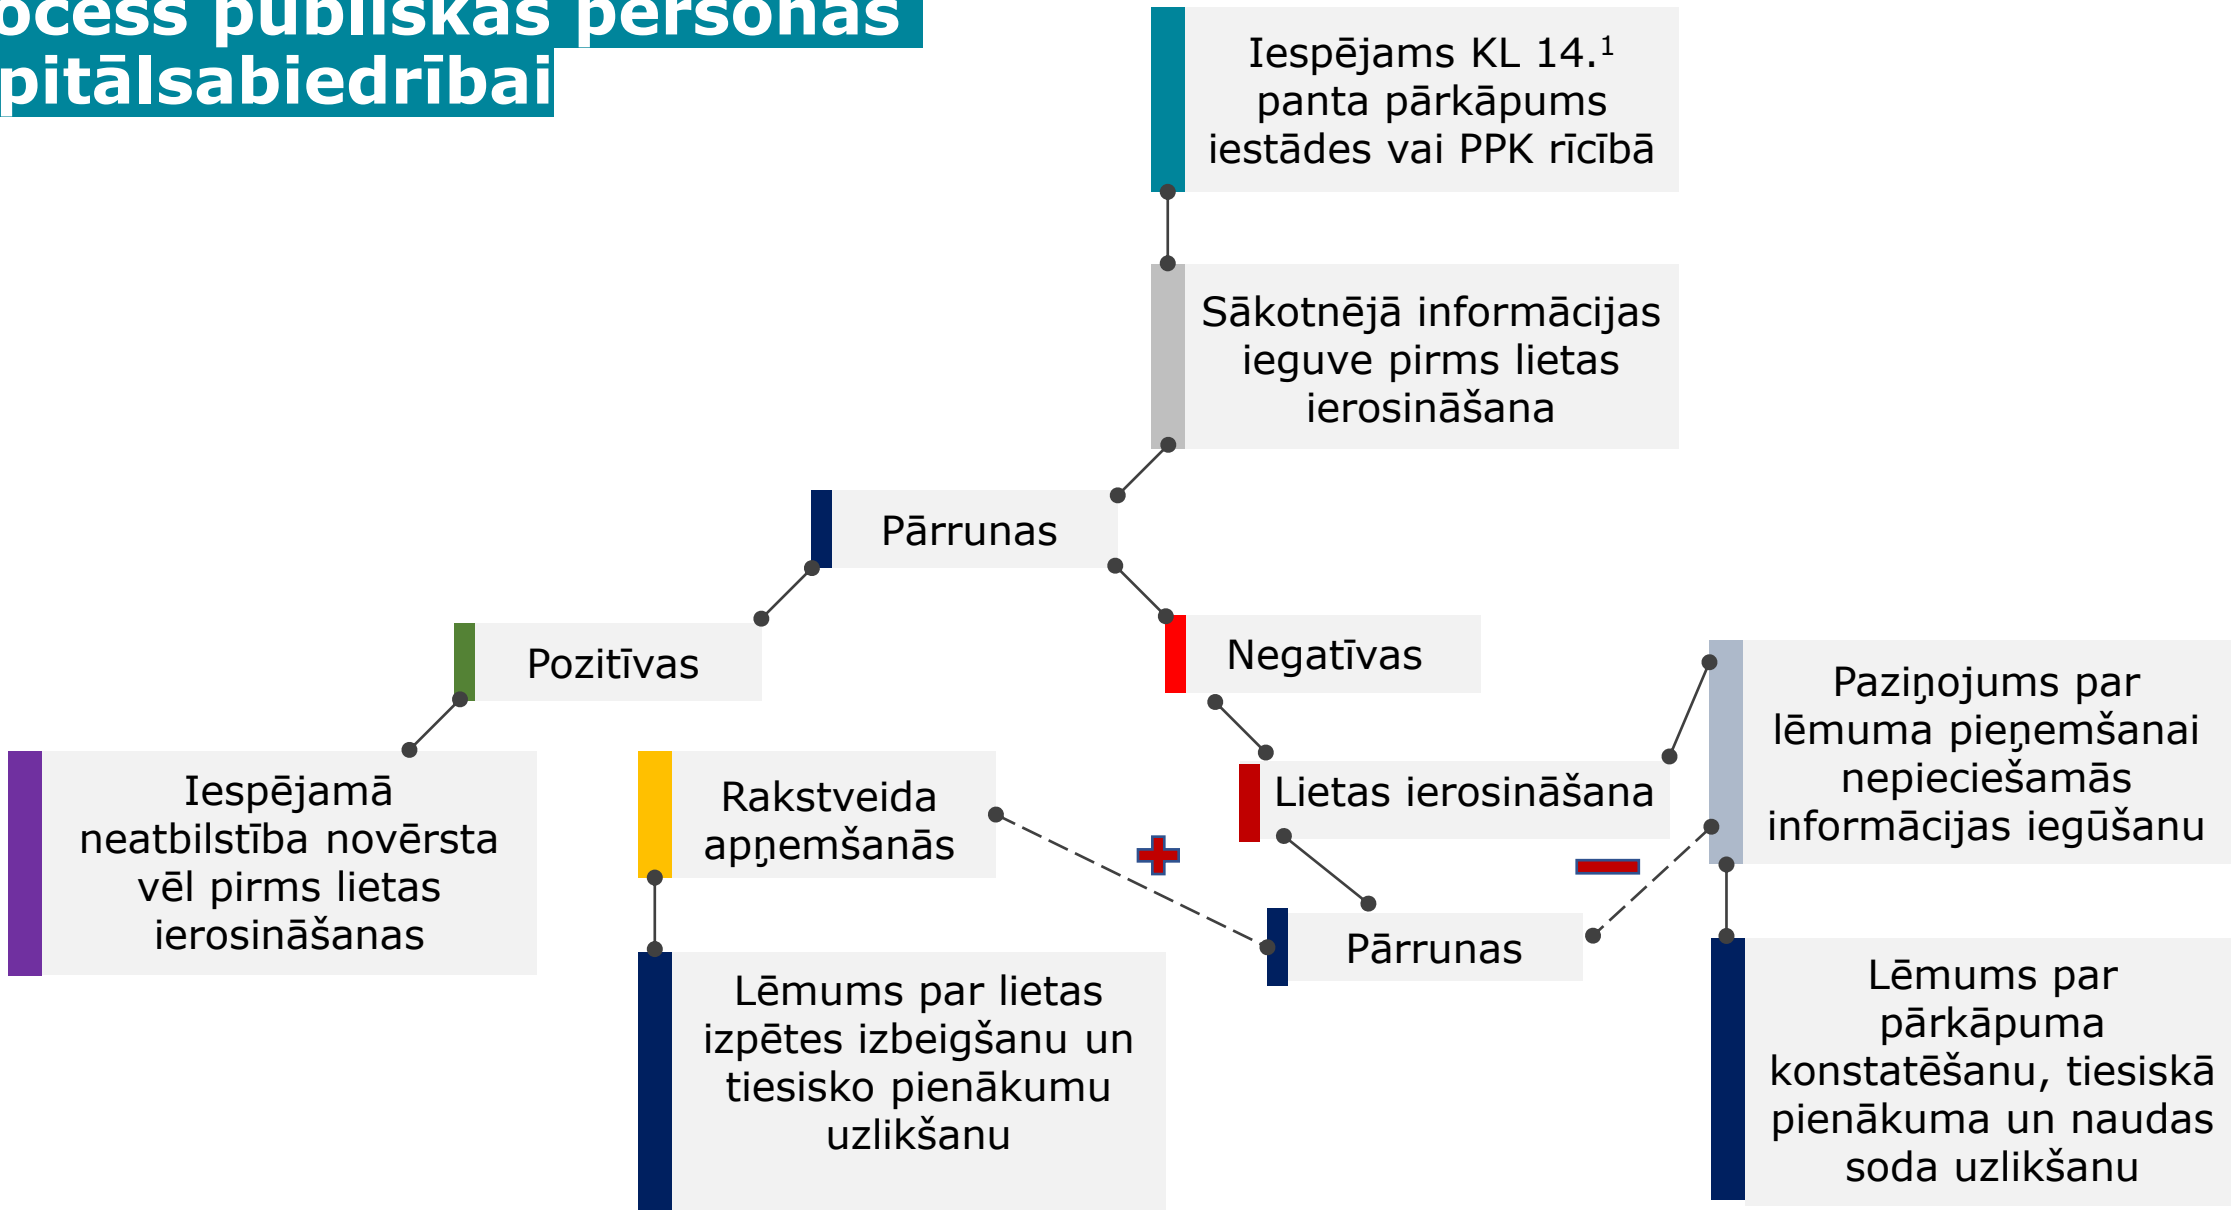 ocess publiskas personas
pitālsabiedrībai
Iespējams KL 14.¹
panta pārkāpums
iestādes vai PPK rīcībā
Sākotnējā informācijas
ieguve pirms lietas
ierosināšana
Pārrunas
Pozitīvas
Negatīvas
Iespējamā
neatbilstība novērsta
vēl pirms lietas
ierosināšanas
Rakstveida
apņemšanās
Lietas ierosināšana
Paziņojums par
lēmuma pieņemšanai
nepieciešamās
informācijas iegūšanu
Pārrunas
Lēmums par lietas
izpētes izbeigšanu un
tiesisko pienākumu
uzlikšanu
Lēmums par
pārkāpuma
konstatēšanu, tiesiskā
pienākuma un naudas
soda uzlikšanu